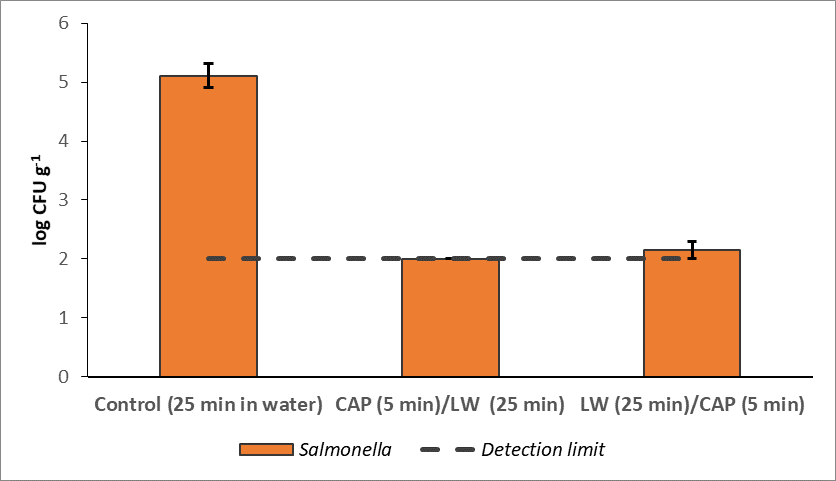 6
5
4
3
2
1
0
log CFU g-1
Control (25 min in water) CAP (5 min)/LW (25 min) LW (25 min)/CAP (5 min)
Salmonella Detection limit